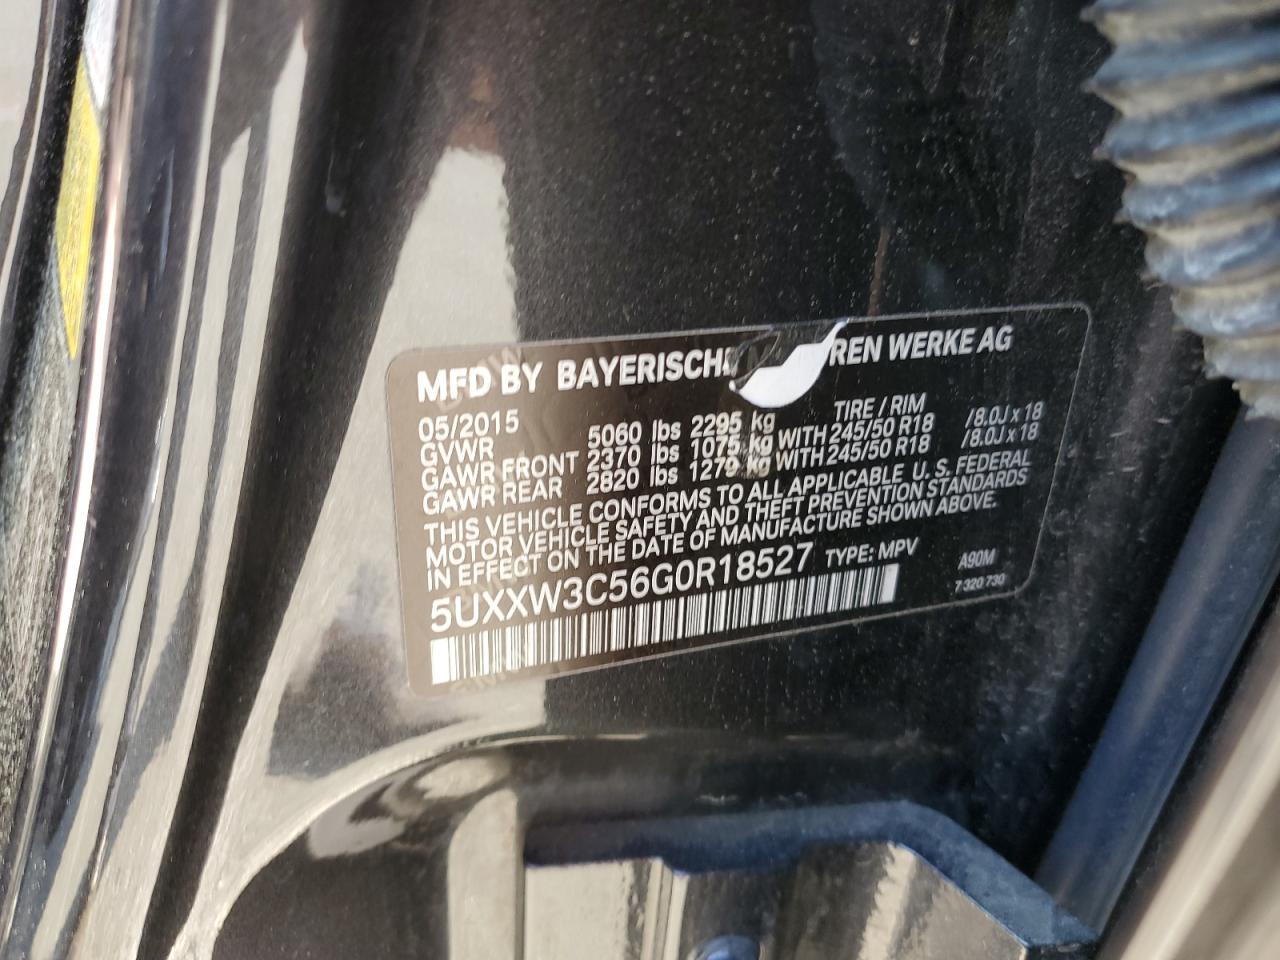 MFD BY BAYERISCHE REN WERKE AG
05/2015 TIRE / RIM
GVWR 5060 lbs 2295 kg
GAWR FRONT 2370 lbs 1075 kg WITH 245/50 R18 /8.0J x 18
GAWR REAR 2820 lbs 1279 kg WITH 245/50 R18 /8.0J x 18
THIS VEHICLE CONFORMS TO ALL APPLICABLE U.S. FEDERAL
MOTOR VEHICLE SAFETY AND THEFT PREVENTION STANDARDS
IN EFFECT ON THE DATE OF MANUFACTURE SHOWN ABOVE.
5UXXW3C56G0R18527 TYPE: MPV A90M
7 320 730